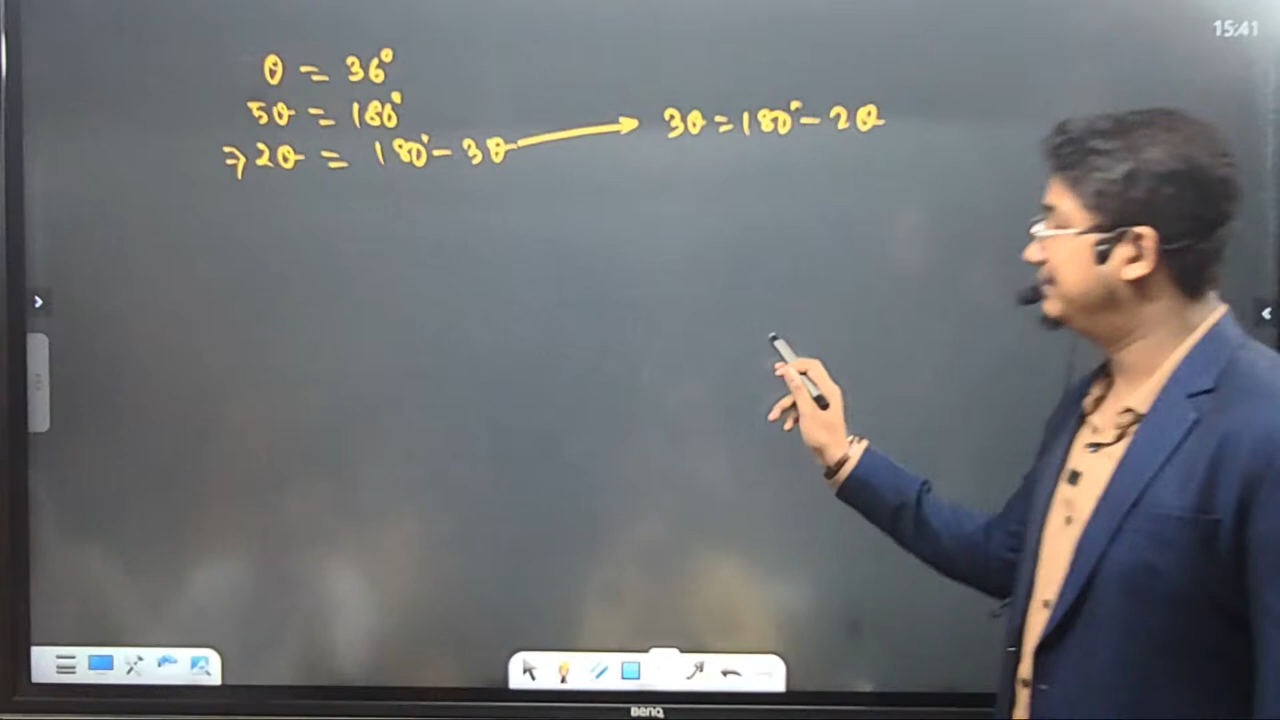 15:41
θ = 36°
5θ = 180°
⇒ 2θ = 180° - 3θ → 3θ = 180° - 2θ
BenQ